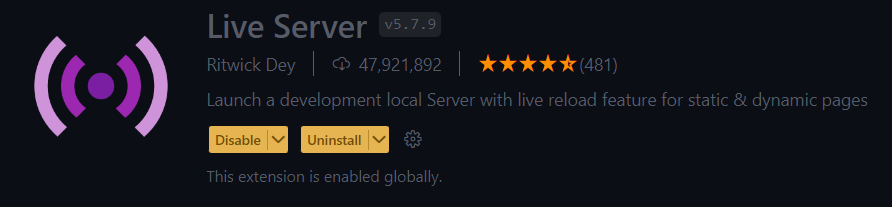 Live Server v5.7.9
Ritwick Dey 47,921,892 (481)
Launch a development local Server with live reload feature for static & dynamic pages
Disable Uninstall
This extension is enabled globally.